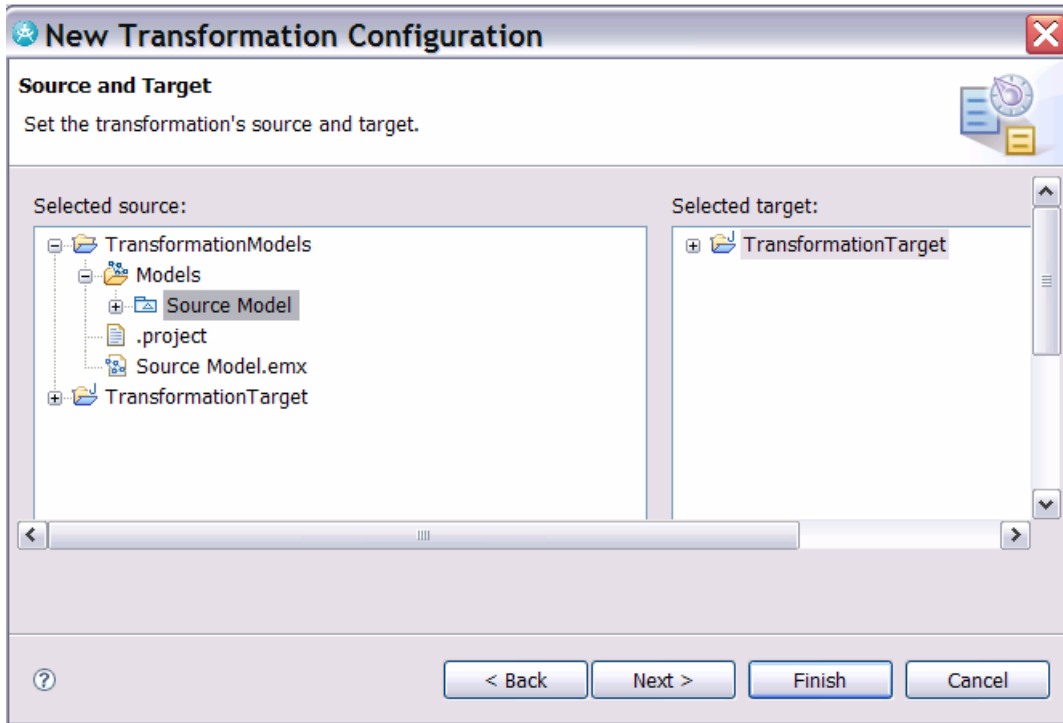 New Transformation Configuration
Source and Target
Set the transformation's source and target.
Selected source:
TransformationModels
Models
Source Model
.project
Source Model.emx
TransformationTarget
Selected target:
TransformationTarget
< Back
Next >
Finish
Cancel